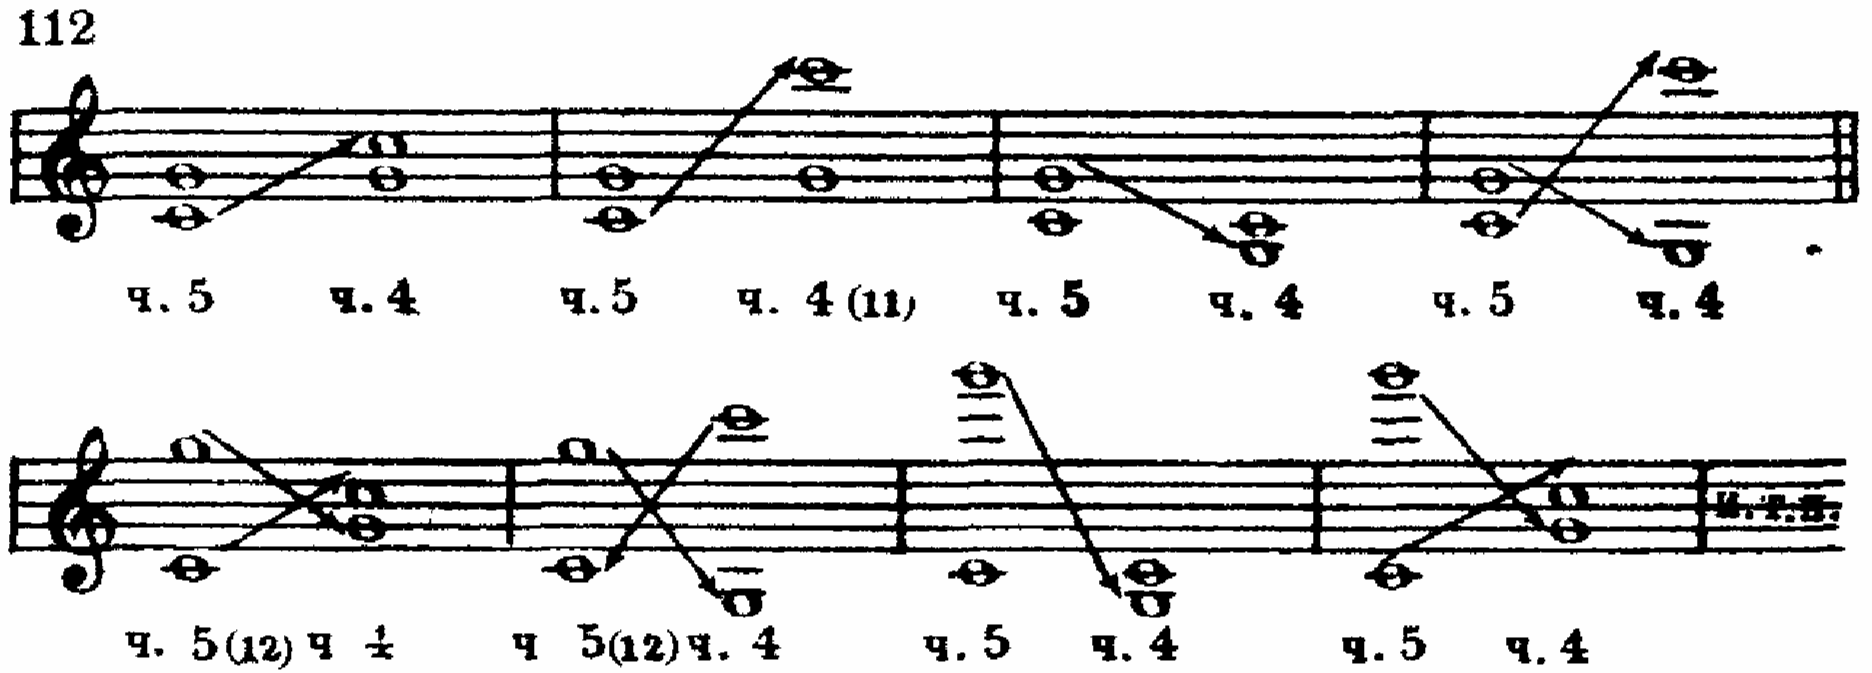 112
ч. 5 ч. 4 ч. 5 ч. 4 (11) ч. 5 ч. 4 ч. 5 ч. 4
и. т. п.
ч. 5 (12) ч 4 ч 5 (12) ч. 4 ч. 5 ч. 4 ч. 5 ч. 4